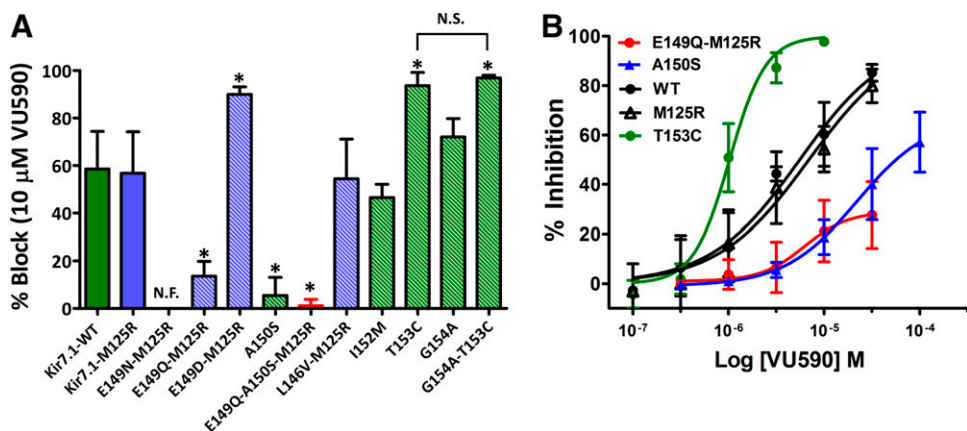 A
N.S.
% Block (10 μM VU590)
100
80
60
40
20
0
*
*
*
*
*
*
N.F.
Kir7.1-WT
Kir7.1-M125R
E149N-M125R
E149Q-M125R
E149D-M125R
A150S
E149Q-A150S-M125R
L146V-M125R
I152M
T153C
G154A
G154A-T153C
B
% Inhibition
100
80
60
40
20
0
E149Q-M125R
A150S
WT
M125R
T153C
10-7
10-6
10-5
10-4
Log [VU590] M